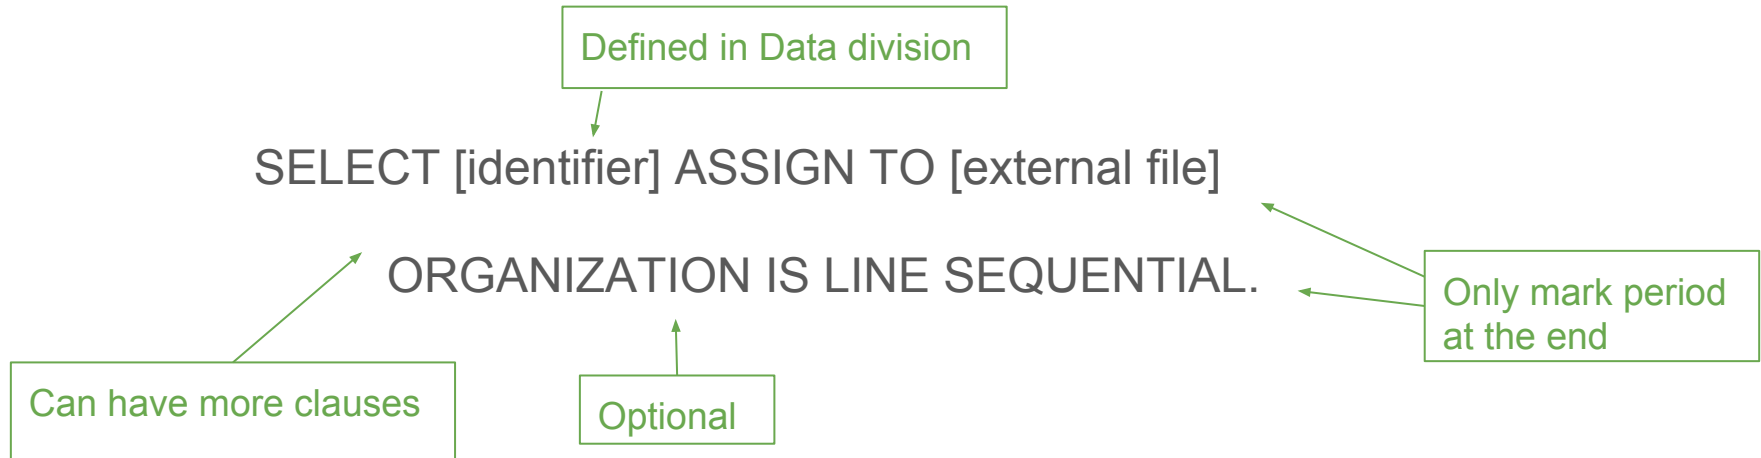 Defined in Data division
SELECT [identifier] ASSIGN TO [external file]
ORGANIZATION IS LINE SEQUENTIAL.
Only mark period
at the end
Can have more clauses
Optional